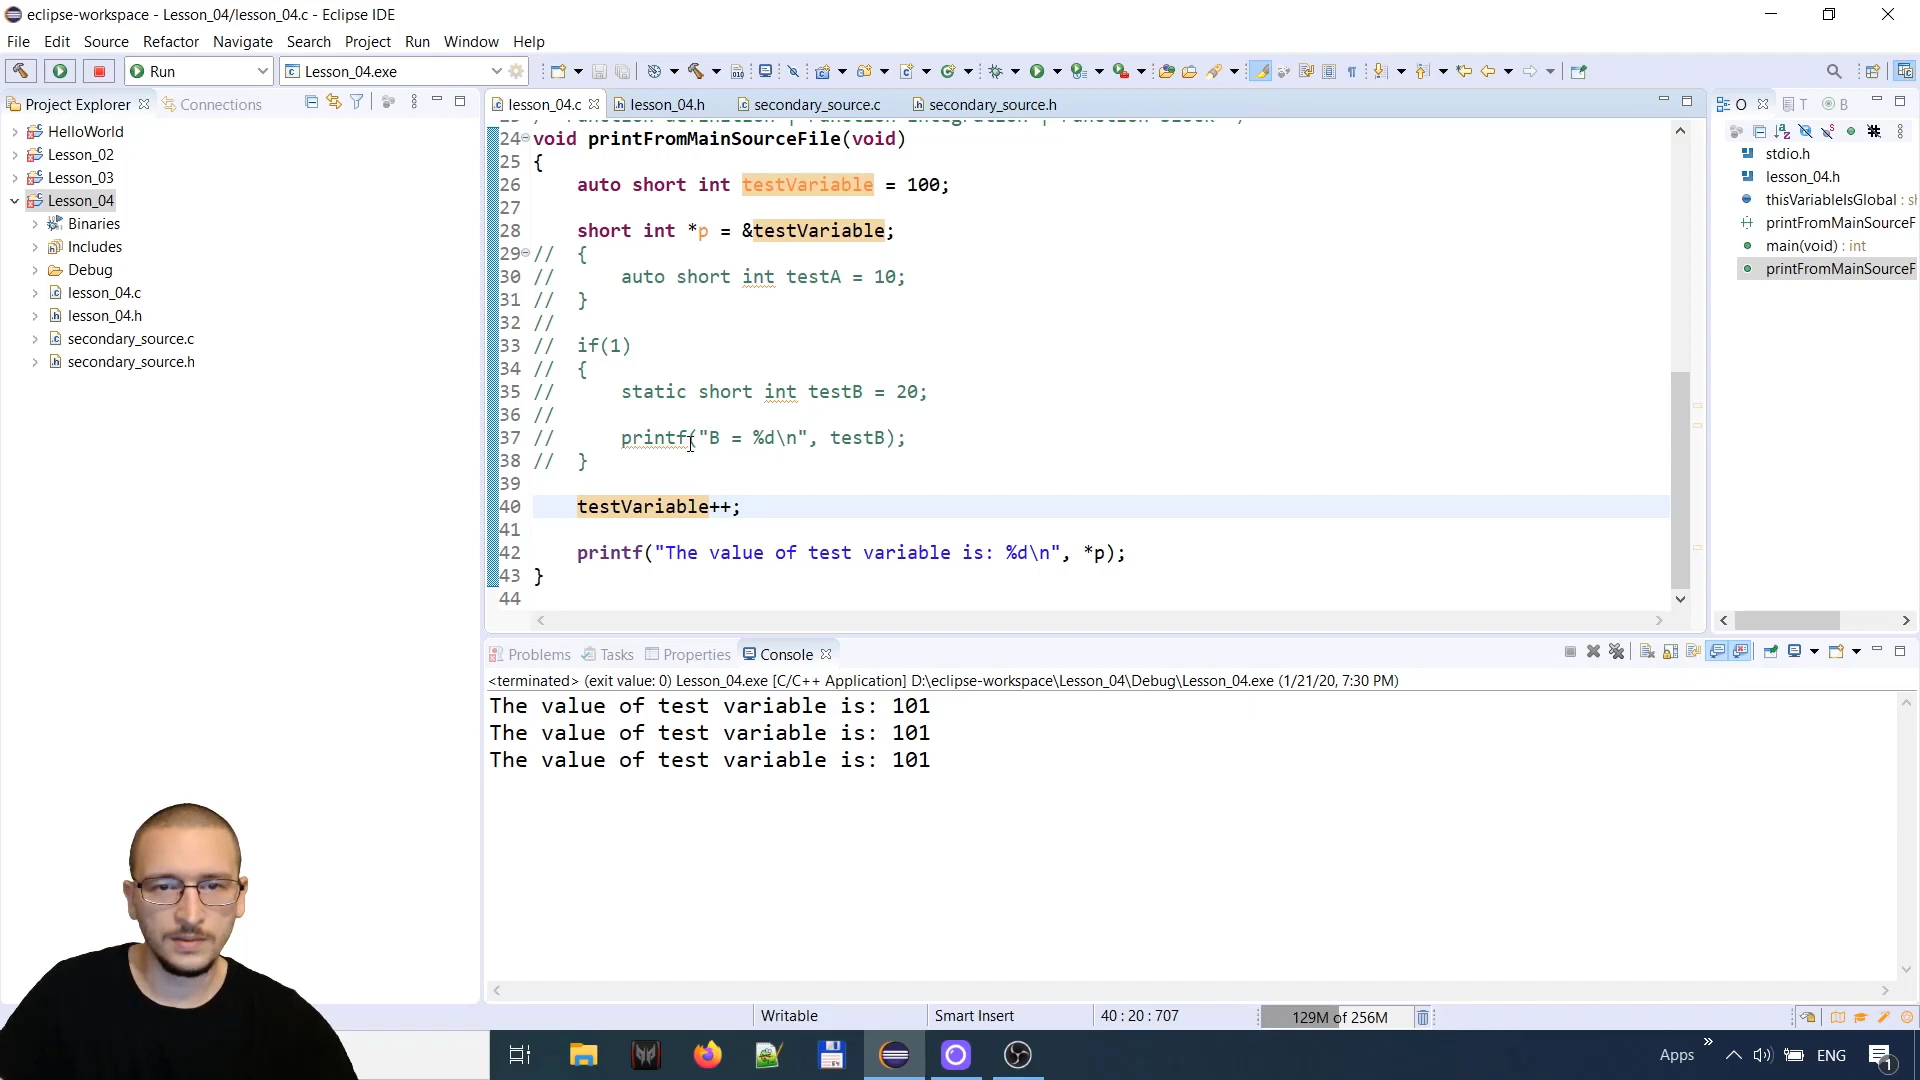 eclipse-workspace - Lesson_04/lesson_04.c - Eclipse IDE
File Edit Source Refactor Navigate Search Project Run Window Help
Run
Lesson_04.exe
Project Explorer
Connections
HelloWorld
Lesson_02
Lesson_03
Lesson_04
Binaries
Includes
Debug
lesson_04.c
lesson_04.h
secondary_source.c
secondary_source.h
lesson_04.c lesson_04.h secondary_source.c secondary_source.h
24 void printFromMainSourceFile(void)
25 {
26 auto short int testVariable = 100;
27
28 short int *p = &testVariable;
29 // {
30 // auto short int testA = 10;
31 // }
32 //
33 // if(1)
34 // {
35 // static short int testB = 20;
36 //
37 // printf("B = %d\n", testB);
38 // }
39
40 testVariable++;
41
42 printf("The value of test variable is: %d\n", *p);
43 }
44
O T B
stdio.h
lesson_04.h
thisVariableIsGlobal : sh
printFromMainSourceF
main(void) : int
printFromMainSourceF
Problems Tasks Properties Console
<terminated> (exit value: 0) Lesson_04.exe [C/C++ Application] D:\eclipse-workspace\Lesson_04\Debug\Lesson_04.exe (1/21/20, 7:30 PM)
The value of test variable is: 101
The value of test variable is: 101
The value of test variable is: 101
Writable Smart Insert 40 : 20 : 707 129M of 256M
Apps » ENG 1